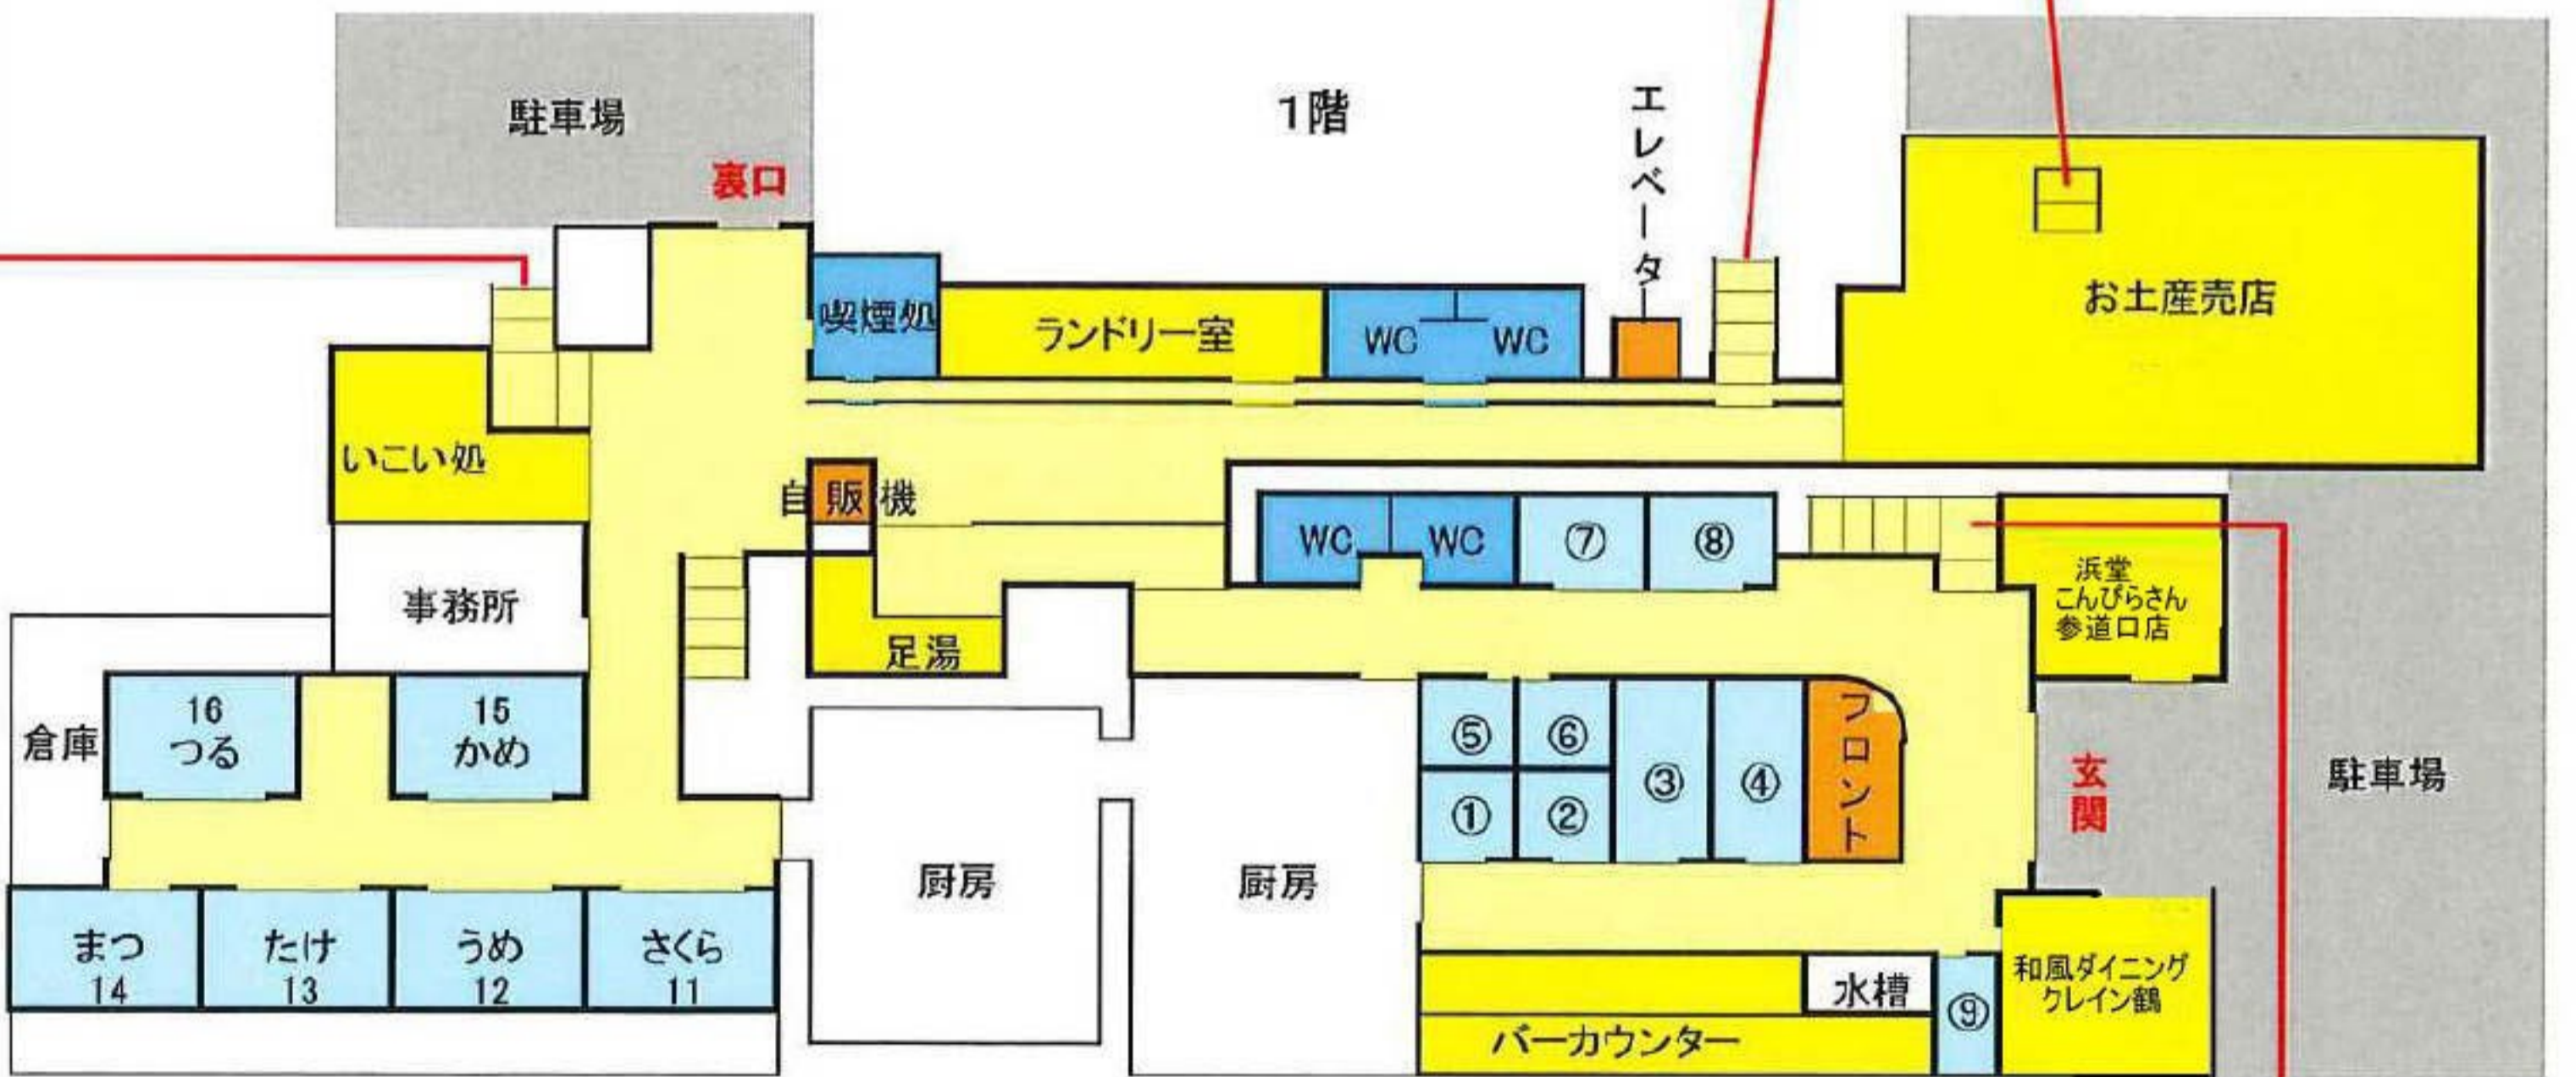 駐車場
裏口
1階
エレベータ
お土産売店
喫煙処
ランドリー室
WC
WC
いこい処
自販機
WC
WC
⑦
⑧
浜堂
こんぴらさん
参道口店
事務所
足湯
倉庫
16
つる
15
かめ
⑤
⑥
③
④
フロント
①
②
玄関
駐車場
厨房
厨房
まつ
14
たけ
13
うめ
12
さくら
11
水槽
⑨
和風ダイニング
クレイン鶴
バーカウンター